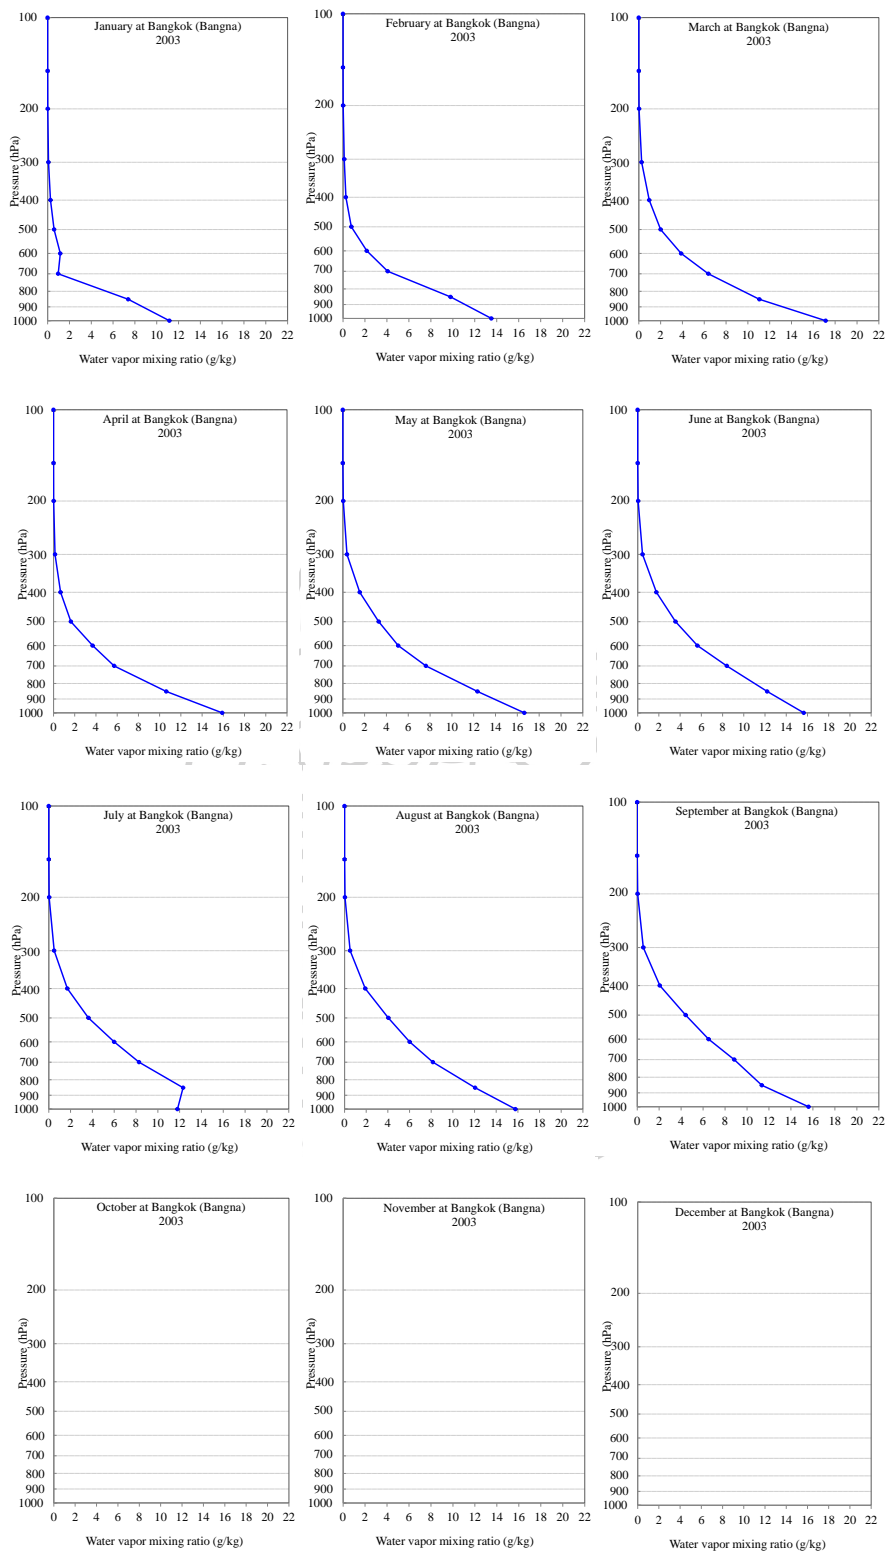 January at Bangkok (Bangna)
2003
Pressure (hPa)
100
200
300
400
500
600
700
800
900
1000
0 2 4 6 8 10 12 14 16 18 20 22
Water vapor mixing ratio (g/kg)
February at Bangkok (Bangna)
2003
Pressure (hPa)
100
200
300
400
500
600
700
800
900
1000
0 2 4 6 8 10 12 14 16 18 20 22
Water vapor mixing ratio (g/kg)
March at Bangkok (Bangna)
2003
Pressure (hPa)
100
200
300
400
500
600
700
800
900
1000
0 2 4 6 8 10 12 14 16 18 20 22
Water vapor mixing ratio (g/kg)
April at Bangkok (Bangna)
2003
Pressure (hPa)
100
200
300
400
500
600
700
800
900
1000
0 2 4 6 8 10 12 14 16 18 20 22
Water vapor mixing ratio (g/kg)
May at Bangkok (Bangna)
2003
Pressure (hPa)
100
200
300
400
500
600
700
800
900
1000
0 2 4 6 8 10 12 14 16 18 20 22
Water vapor mixing ratio (g/kg)
June at Bangkok (Bangna)
2003
Pressure (hPa)
100
200
300
400
500
600
700
800
900
1000
0 2 4 6 8 10 12 14 16 18 20 22
Water vapor mixing ratio (g/kg)
July at Bangkok (Bangna)
2003
Pressure (hPa)
100
200
300
400
500
600
700
800
900
1000
0 2 4 6 8 10 12 14 16 18 20 22
Water vapor mixing ratio (g/kg)
August at Bangkok (Bangna)
2003
Pressure (hPa)
100
200
300
400
500
600
700
800
900
1000
0 2 4 6 8 10 12 14 16 18 20 22
Water vapor mixing ratio (g/kg)
September at Bangkok (Bangna)
2003
Pressure (hPa)
100
200
300
400
500
600
700
800
900
1000
0 2 4 6 8 10 12 14 16 18 20 22
Water vapor mixing ratio (g/kg)
October at Bangkok (Bangna)
2003
Pressure (hPa)
100
200
300
400
500
600
700
800
900
1000
0 2 4 6 8 10 12 14 16 18 20 22
Water vapor mixing ratio (g/kg)
November at Bangkok (Bangna)
2003
Pressure (hPa)
100
200
300
400
500
600
700
800
900
1000
0 2 4 6 8 10 12 14 16 18 20 22
Water vapor mixing ratio (g/kg)
December at Bangkok (Bangna)
2003
Pressure (hPa)
100
200
300
400
500
600
700
800
900
1000
0 2 4 6 8 10 12 14 16 18 20 22
Water vapor mixing ratio (g/kg)